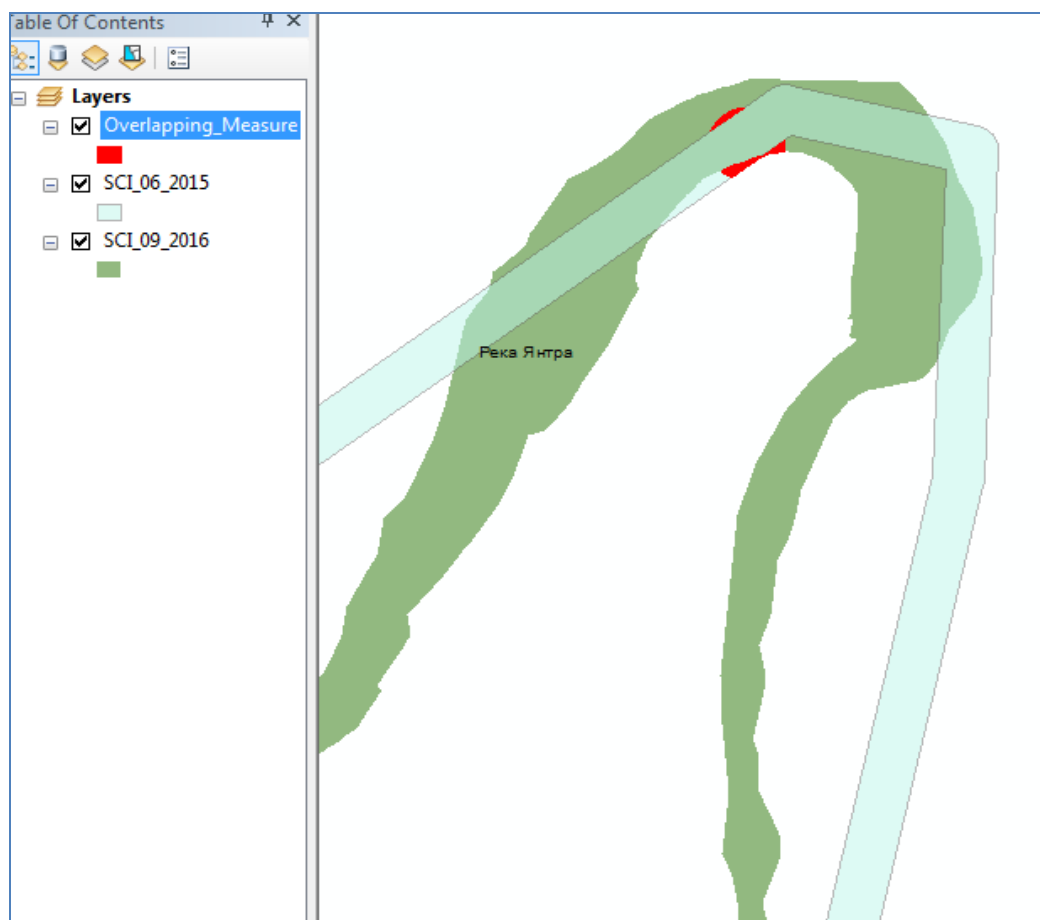 able Of Contents
Layers
Overlapping_Measure
SCI_06_2015
SCI_09_2016
Река Янтра